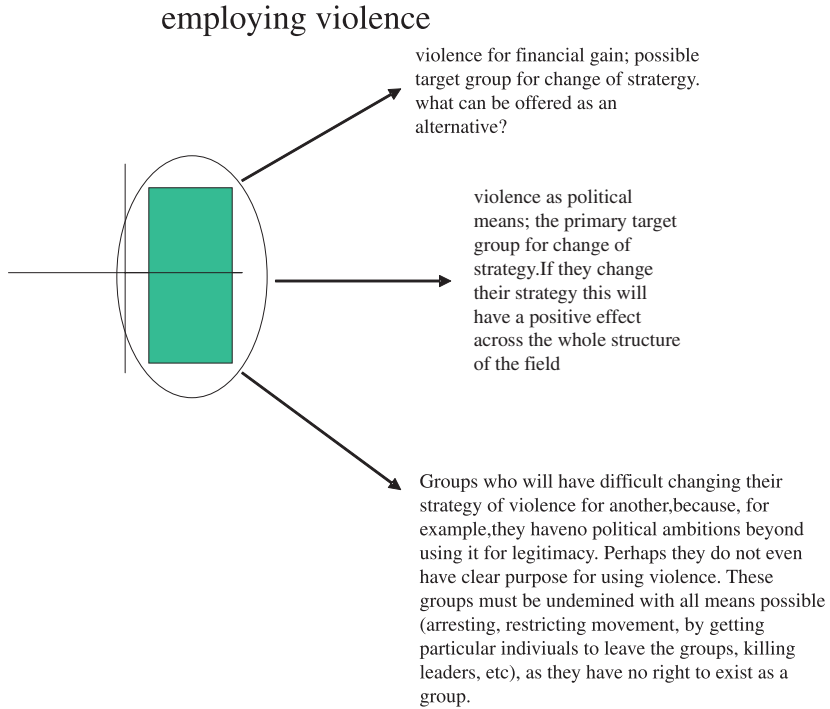 employing violence
violence for financial gain; possible
target group for change of stratergy.
what can be offered as an
alternative?
violence as political
means; the primary target
group for change of
strategy.If they change
their strategy this will
have a positive effect
across the whole structure
of the field
Groups who will have difficult changing their
strategy of violence for another,because, for
example,they haveno political ambitions beyond
using it for legitimacy. Perhaps they do not even
have clear purpose for using violence. These
groups must be undemined with all means possible
(arresting, restricting movement, by getting
particular indiviuals to leave the groups, killing
leaders, etc), as they have no right to exist as a
group.